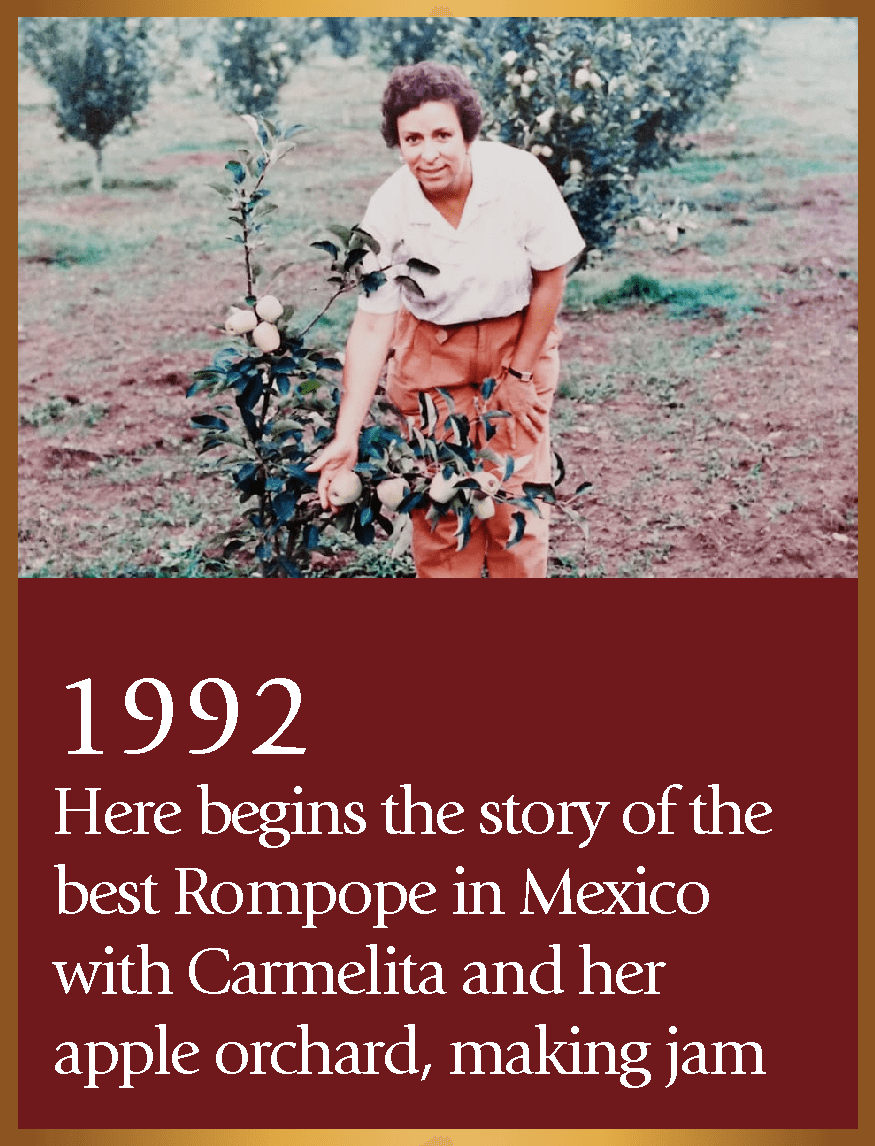 1992
Here begins the story of the
best Rompope in Mexico
with Carmelita and her
apple orchard, making jam